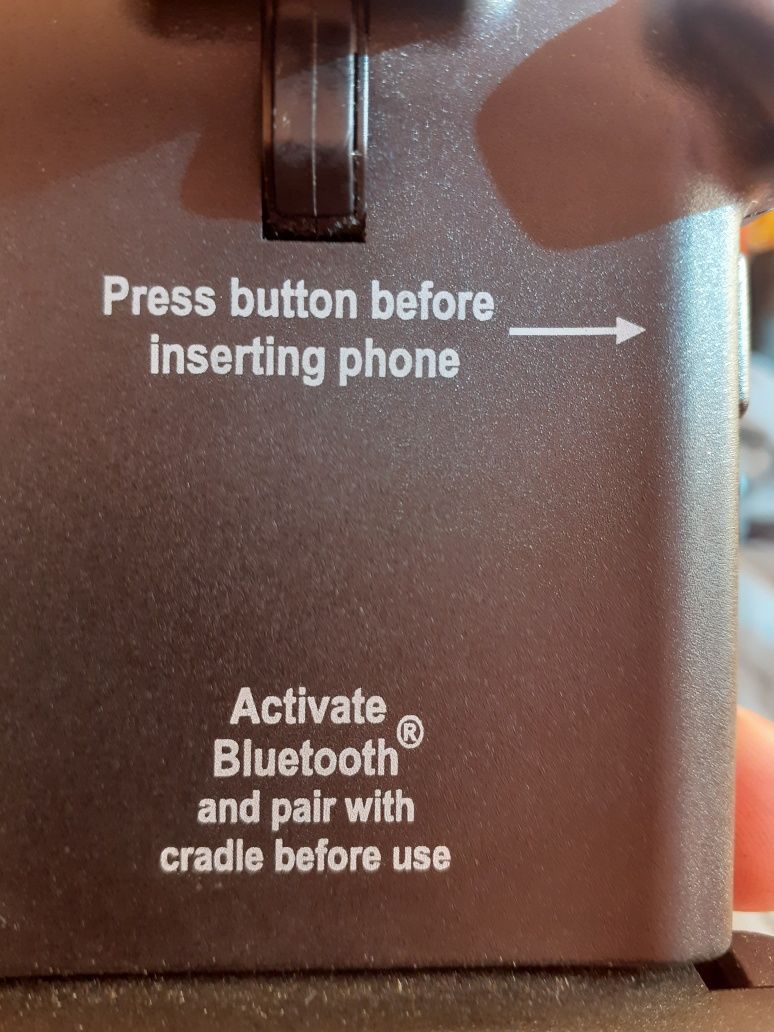 Press button before
inserting phone
Activate
Bluetooth®
and pair with
cradle before use